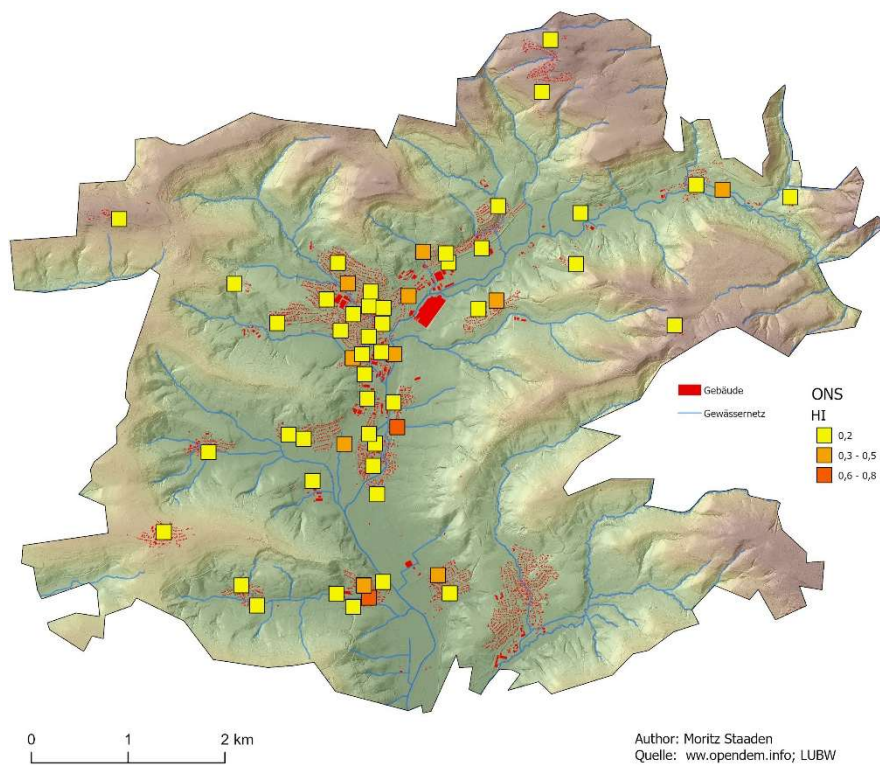 Gebäude
Gewässernetz
ONS
HI
0,2
0,3 - 0,5
0,6 - 0,8
0 1 2 km
Author: Moritz Staaden
Quelle: ww.opendem.info; LUBW